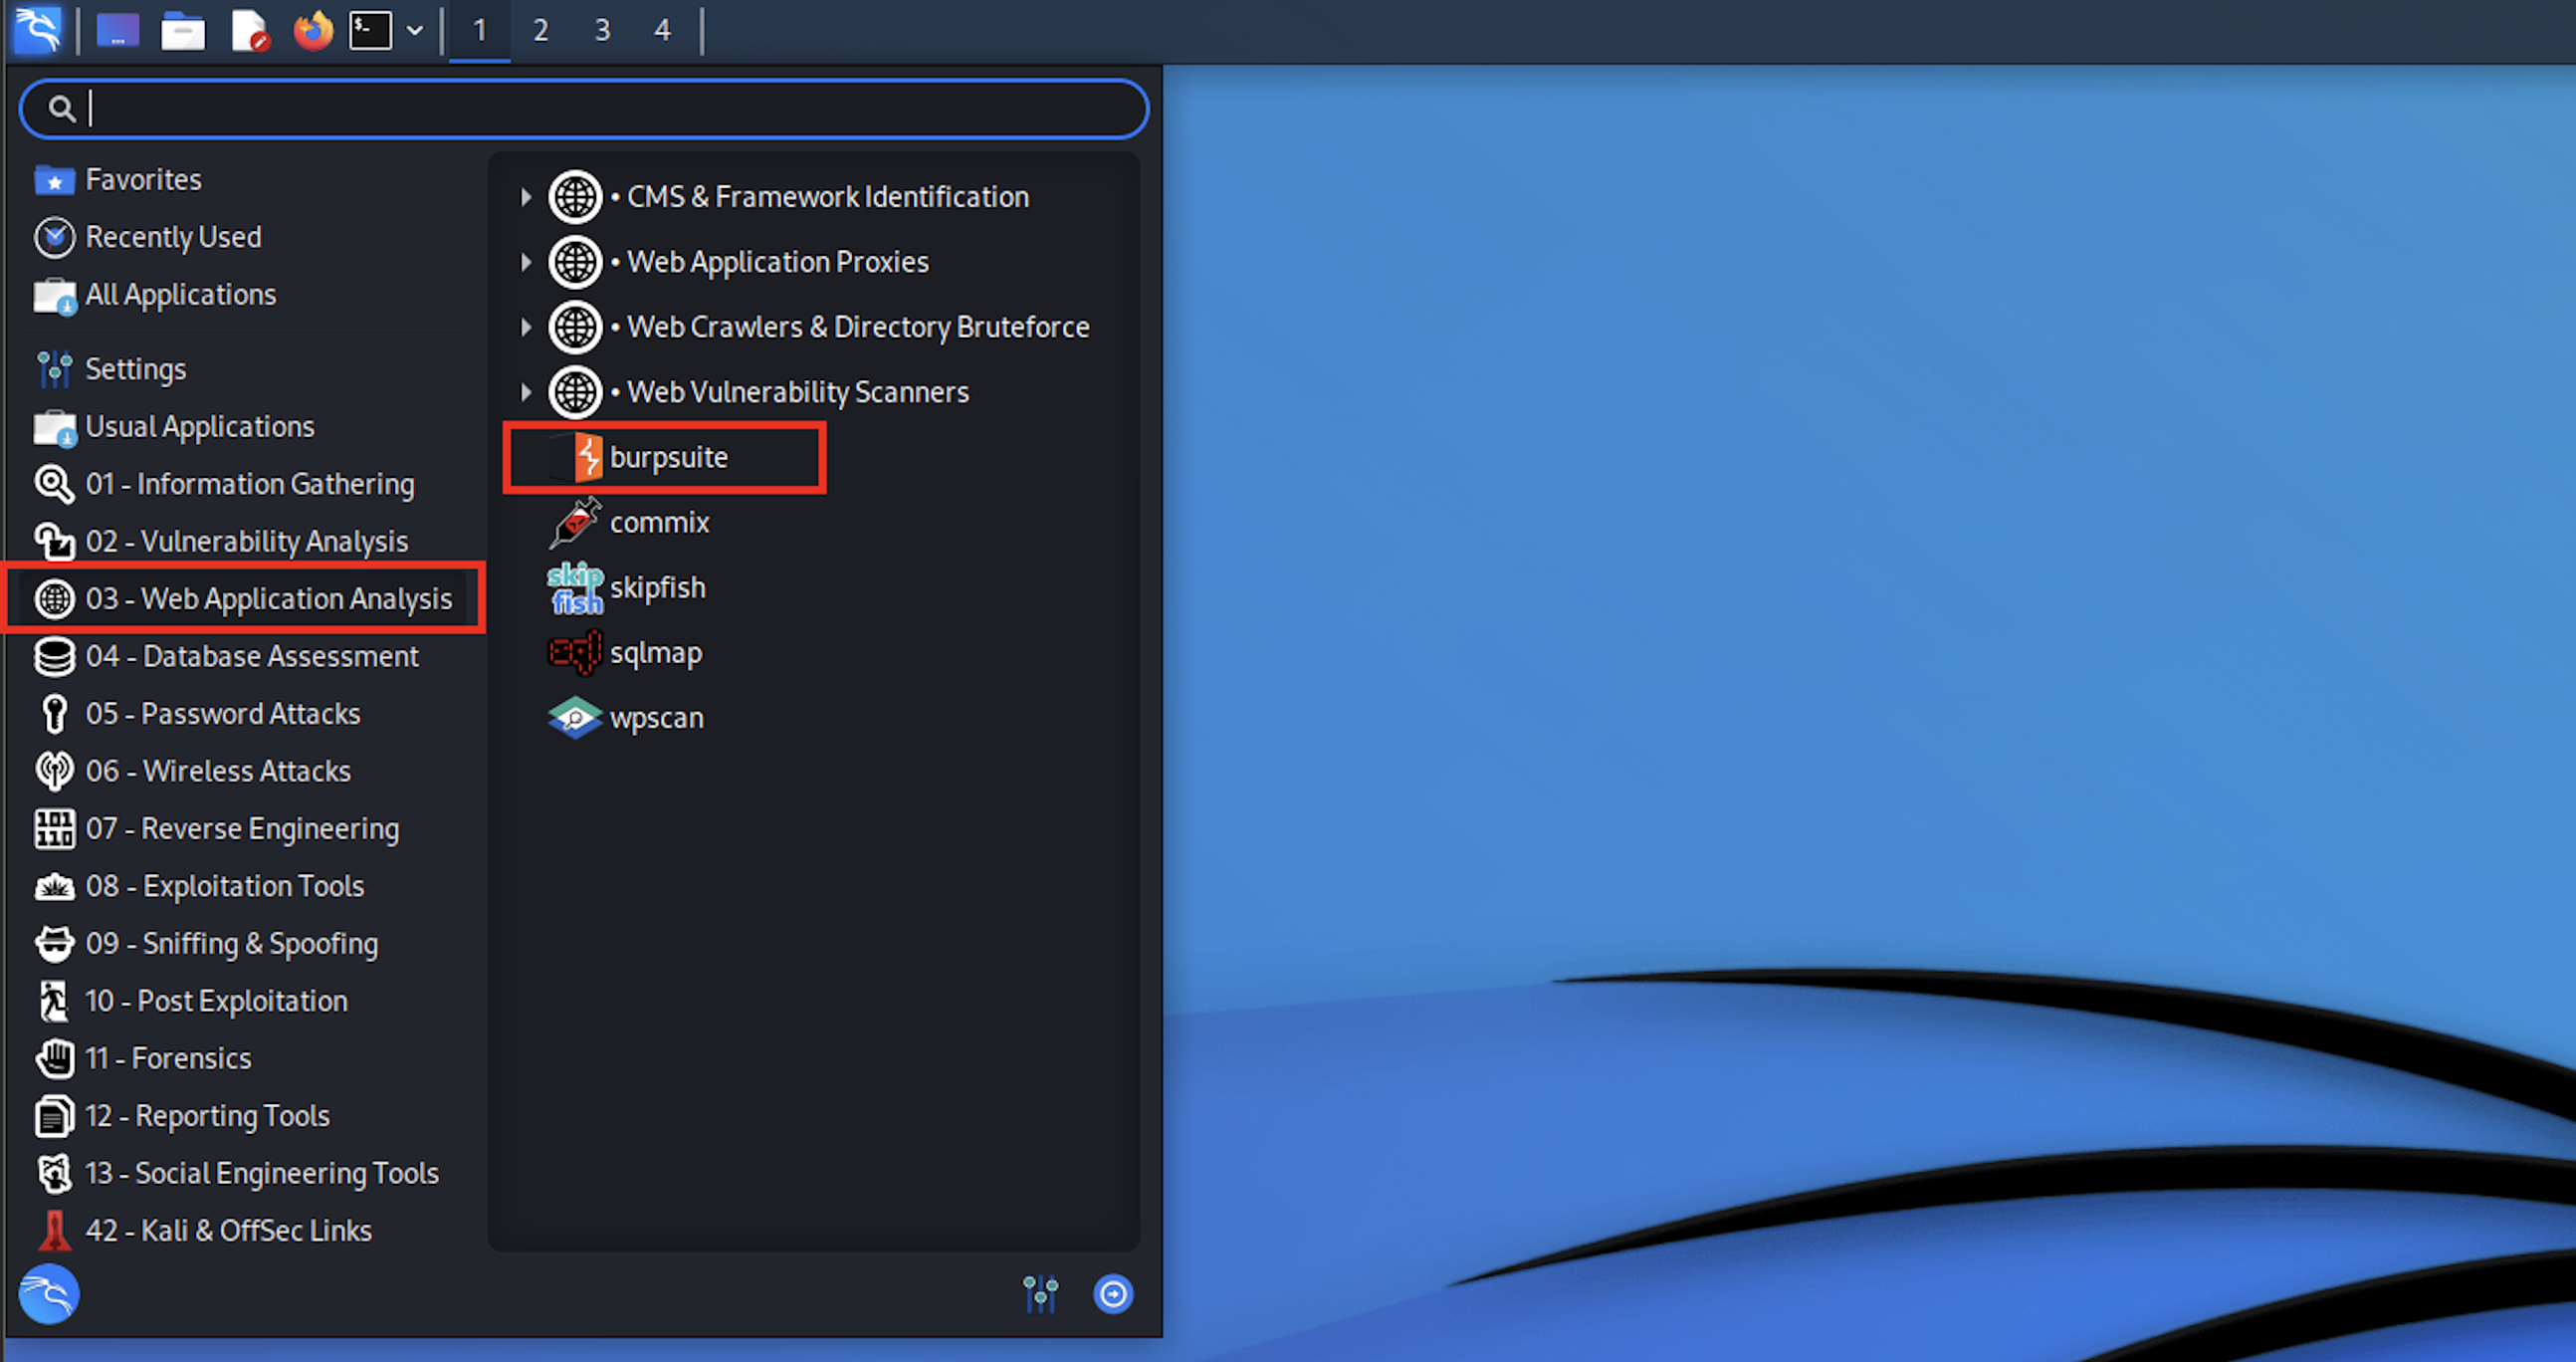 1 2 3 4
Favorites
Recently Used
All Applications
Settings
Usual Applications
01 - Information Gathering
02 - Vulnerability Analysis
03 - Web Application Analysis
04 - Database Assessment
05 - Password Attacks
06 - Wireless Attacks
07 - Reverse Engineering
08 - Exploitation Tools
09 - Sniffing & Spoofing
10 - Post Exploitation
11 - Forensics
12 - Reporting Tools
13 - Social Engineering Tools
42 - Kali & OffSec Links
• CMS & Framework Identification
• Web Application Proxies
• Web Crawlers & Directory Bruteforce
• Web Vulnerability Scanners
burpsuite
commix
skip
fish
skipfish
sqlmap
wpscan